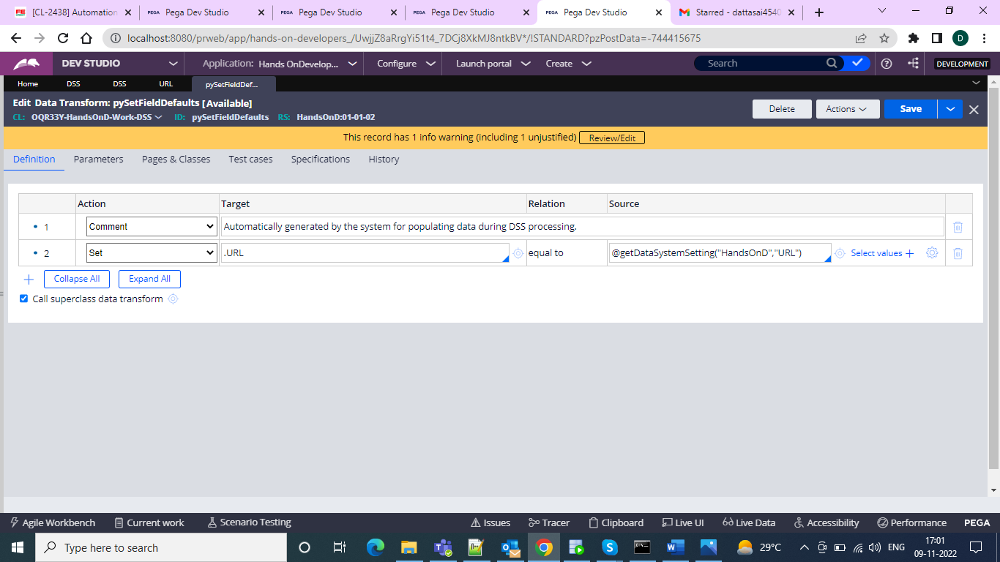 [CL-2438] Automation
PEGA Pega Dev Studio
PEGA Pega Dev Studio
PEGA Pega Dev Studio
PEGA Pega Dev Studio
Starred - dattasai4540
localhost:8080/prweb/app/hands-on-developers_/UwjjZ8aRrgYi51t4_7DCj8XkMJ8ntkBV*/!STANDARD?pzPostData=-744415675
D
DEV STUDIO
Application: Hands OnDevelop...
Configure
Launch portal
Create
Search
DEVELOPMENT
Home
DSS
DSS
URL
pySetFieldDef...
Edit Data Transform: pySetFieldDefaults [Available]
CL: OQR33Y-HandsOnD-Work-DSS ID: pySetFieldDefaults RS: HandsOnD:01-01-02
Delete
Actions
Save
This record has 1 info warning (including 1 unjustified) Review/Edit
Definition
Parameters
Pages & Classes
Test cases
Specifications
History
Action Target Relation Source
1 Comment Automatically generated by the system for populating data during DSS processing.
2 Set .URL equal to @getDataSystemSetting("HandsOnD","URL") Select values
Collapse All
Expand All
Call superclass data transform
Agile Workbench
Current work
Scenario Testing
Issues
Tracer
Clipboard
Live UI
Live Data
Accessibility
Performance
PEGA
Type here to search
29°C
ENG
17:01
09-11-2022